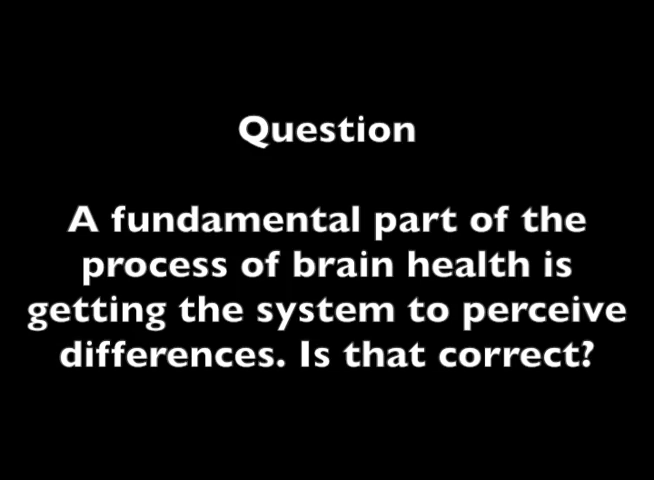 Question
A fundamental part of the
process of brain health is
getting the system to perceive
differences. Is that correct?